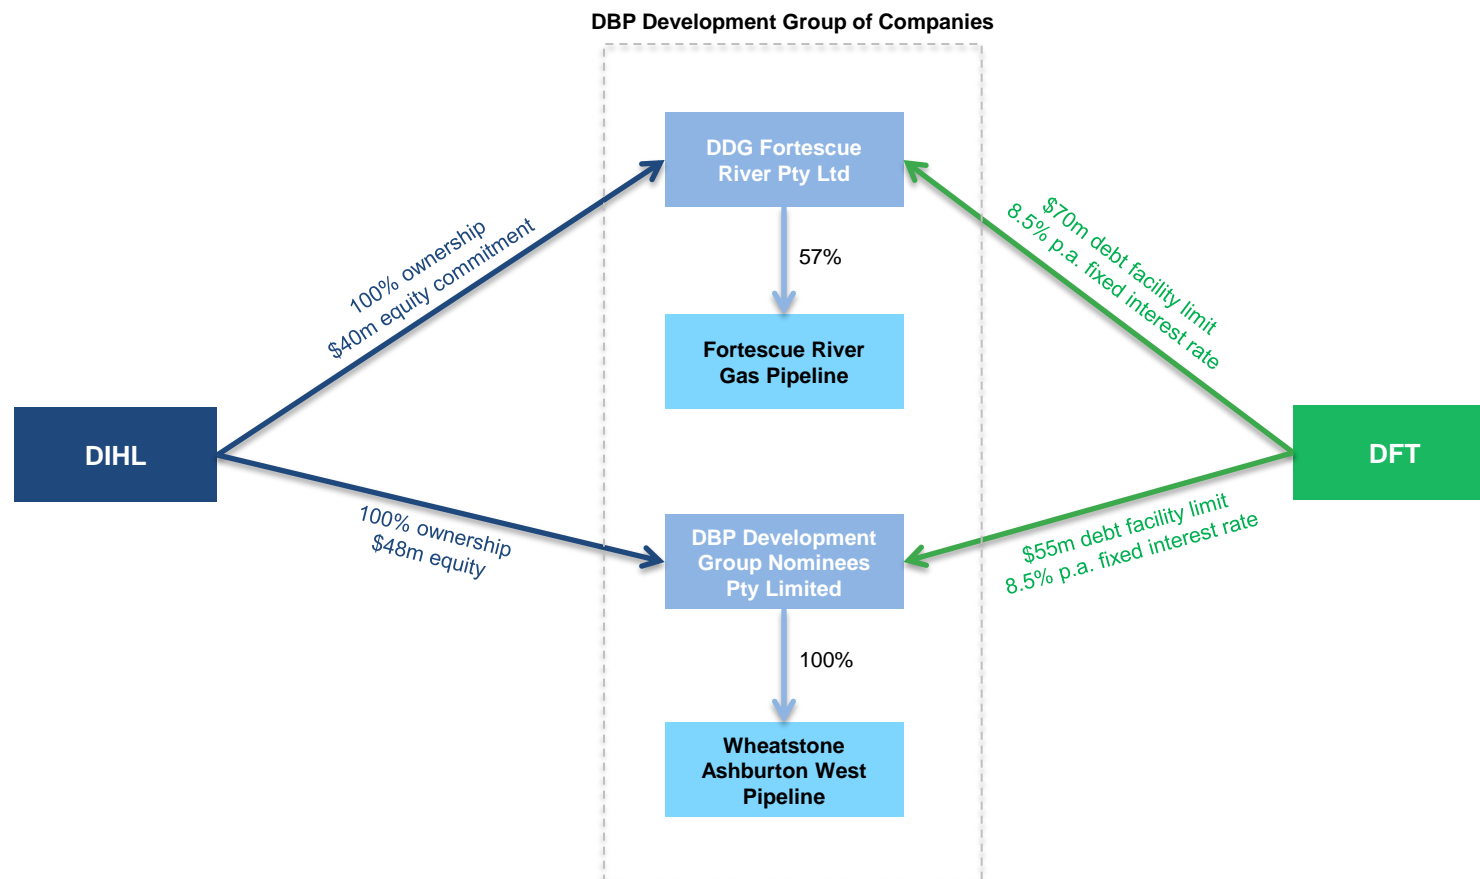 DBP Development Group of Companies
DDG Fortescue
River Pty Ltd
100% ownership
$40m equity commitment
$70m debt facility limit
8.5% p.a. fixed interest rate
57%
Fortescue River
Gas Pipeline
DIHL
DFT
100% ownership
$48m equity
DBP Development
Group Nominees
Pty Limited
$55m debt facility limit
8.5% p.a. fixed interest rate
100%
Wheatstone
Ashburton West
Pipeline